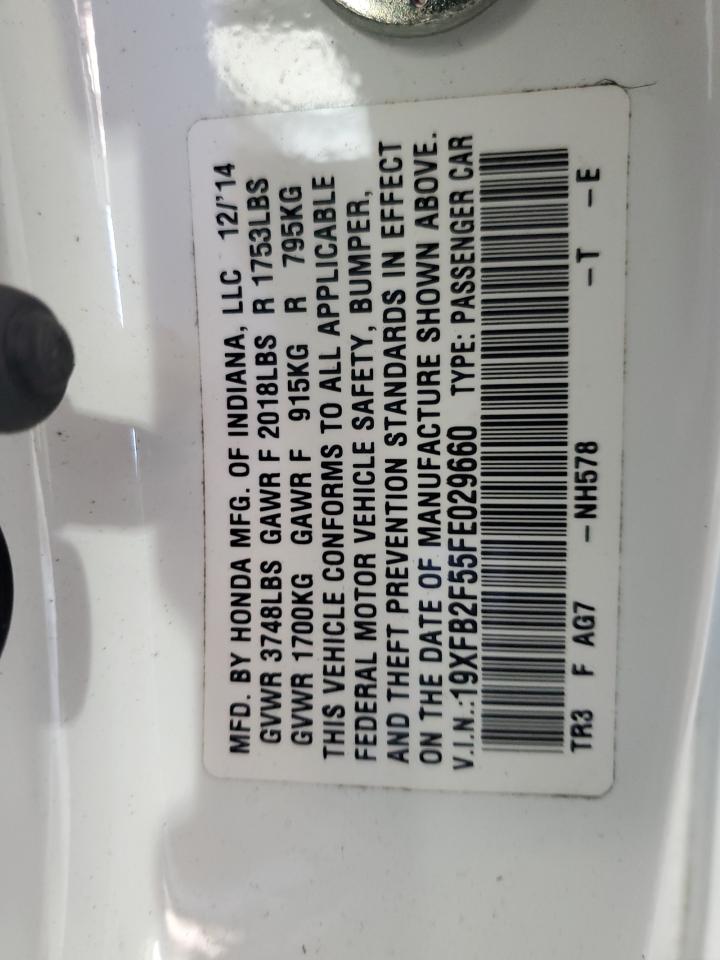 MFD. BY HONDA MFG. OF INDIANA, LLC 12/'14
GVWR 3748LBS GAWR F 2018LBS R 1753LBS
GVWR 1700KG GAWR F 915KG R 795KG
THIS VEHICLE CONFORMS TO ALL APPLICABLE
FEDERAL MOTOR VEHICLE SAFETY, BUMPER,
AND THEFT PREVENTION STANDARDS IN EFFECT
ON THE DATE OF MANUFACTURE SHOWN ABOVE.
V.I.N.:19XFB2F55FE029660 TYPE: PASSENGER CAR
TR3 F AG7 -NH578 -T -E